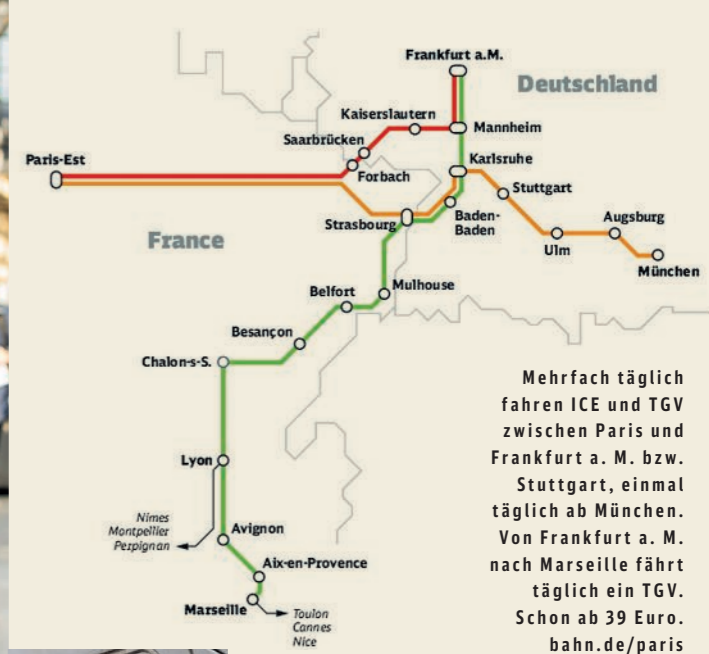 Frankfurt a.M.
Deutschland
Kaiserslautern
Mannheim
Saarbrücken
Karlsruhe
Paris-Est
Forbach
Stuttgart
Strasbourg
Baden-
Baden
Augsburg
France
Ulm
München
Mulhouse
Belfort
Besançon
Chalon-s-S.
Lyon
Nimes
Montpellier
Perpignan
Avignon
Aix-en-Provence
Marseille
Toulon
Cannes
Nice
Mehrfach täglich
fahren ICE und TGV
zwischen Paris und
Frankfurt a. M. bzw.
Stuttgart, einmal
täglich ab München.
Von Frankfurt a. M.
nach Marseille fährt
täglich ein TGV.
Schon ab 39 Euro.
bahn.de/paris